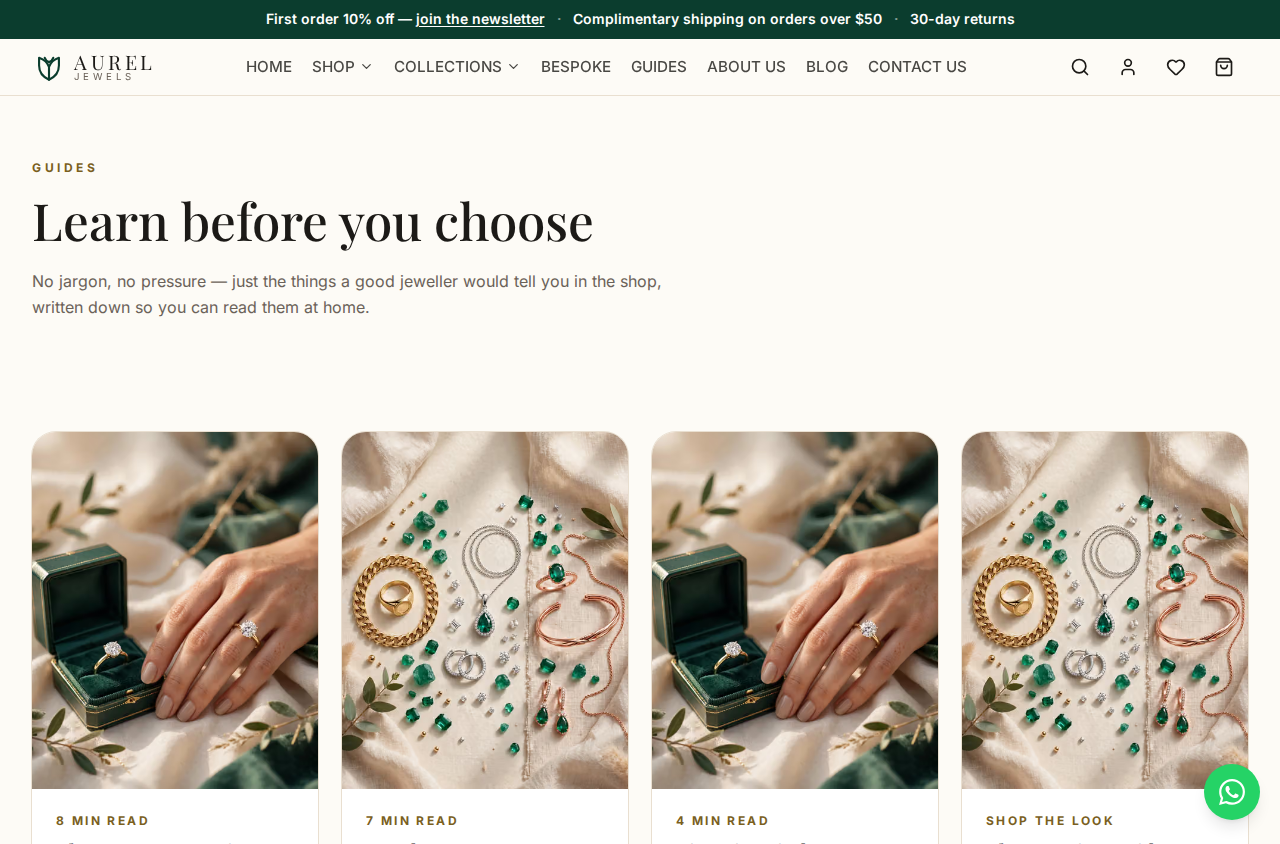 First order 10% off — join the newsletter · Complimentary shipping on orders over $50 · 30-day returns
AUREL
JEWELS
HOME SHOP COLLECTIONS BESPOKE GUIDES ABOUT US BLOG CONTACT US
GUIDES
Learn before you choose
No jargon, no pressure — just the things a good jeweller would tell you in the shop,
written down so you can read them at home.
8 MIN READ
7 MIN READ
4 MIN READ
SHOP THE LOOK